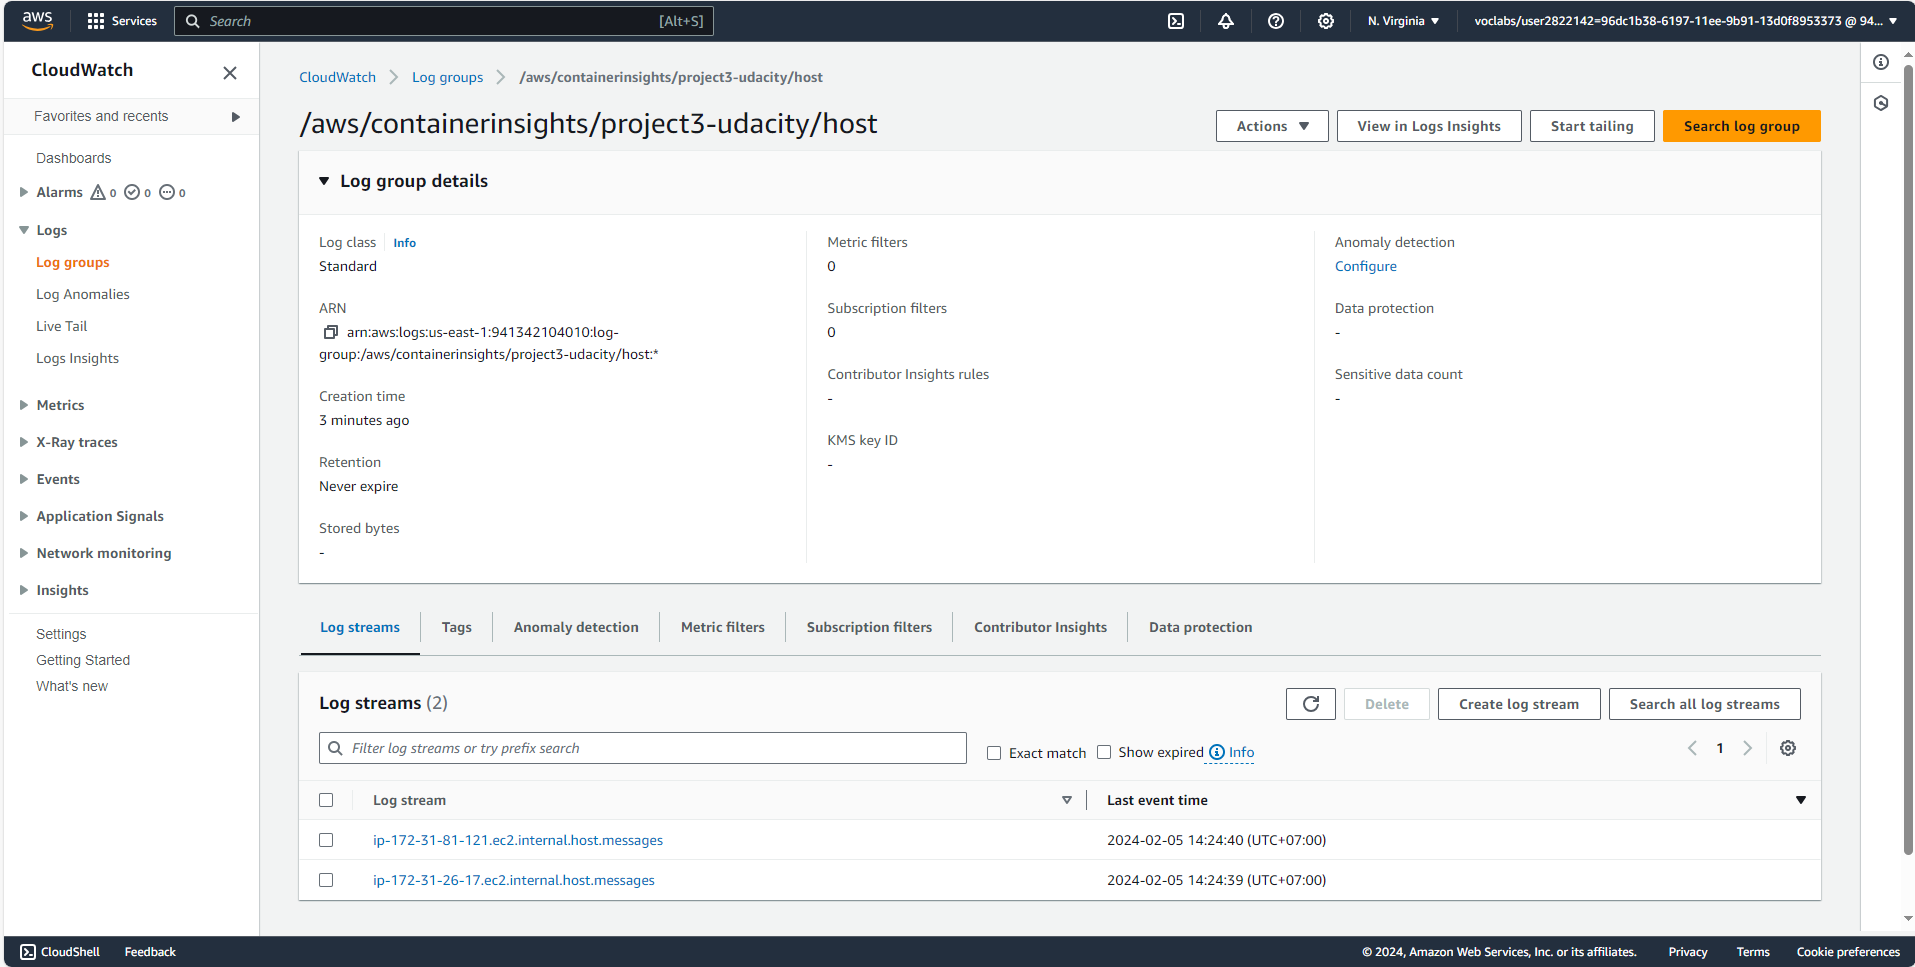 aws
Services
Search
[Alt+S]
N. Virginia
voclabs/user2822142=96dc1b38-6197-11ee-9b91-13d0f8953373 @ 94...
CloudWatch
Favorites and recents
Dashboards
Alarms 0 0 0
Logs
Log groups
Log Anomalies
Live Tail
Logs Insights
Metrics
X-Ray traces
Events
Application Signals
Network monitoring
Insights
Settings
Getting Started
What's new
CloudWatch
Log groups
/aws/containerinsights/project3-udacity/host
/aws/containerinsights/project3-udacity/host
Actions
View in Logs Insights
Start tailing
Search log group
Log group details
Log class
Info
Standard
ARN
arn:aws:logs:us-east-1:941342104010:log-
group:/aws/containerinsights/project3-udacity/host:*
Creation time
3 minutes ago
Retention
Never expire
Stored bytes
-
Metric filters
0
Subscription filters
0
Contributor Insights rules
-
KMS key ID
-
Anomaly detection
Configure
Data protection
-
Sensitive data count
-
Log streams
Tags
Anomaly detection
Metric filters
Subscription filters
Contributor Insights
Data protection
Log streams (2)
Delete
Create log stream
Search all log streams
Filter log streams or try prefix search
Exact match
Show expired
Info
1
Log stream
Last event time
ip-172-31-81-121.ec2.internal.host.messages
2024-02-05 14:24:40 (UTC+07:00)
ip-172-31-26-17.ec2.internal.host.messages
2024-02-05 14:24:39 (UTC+07:00)
CloudShell
Feedback
© 2024, Amazon Web Services, Inc. or its affiliates.
Privacy
Terms
Cookie preferences